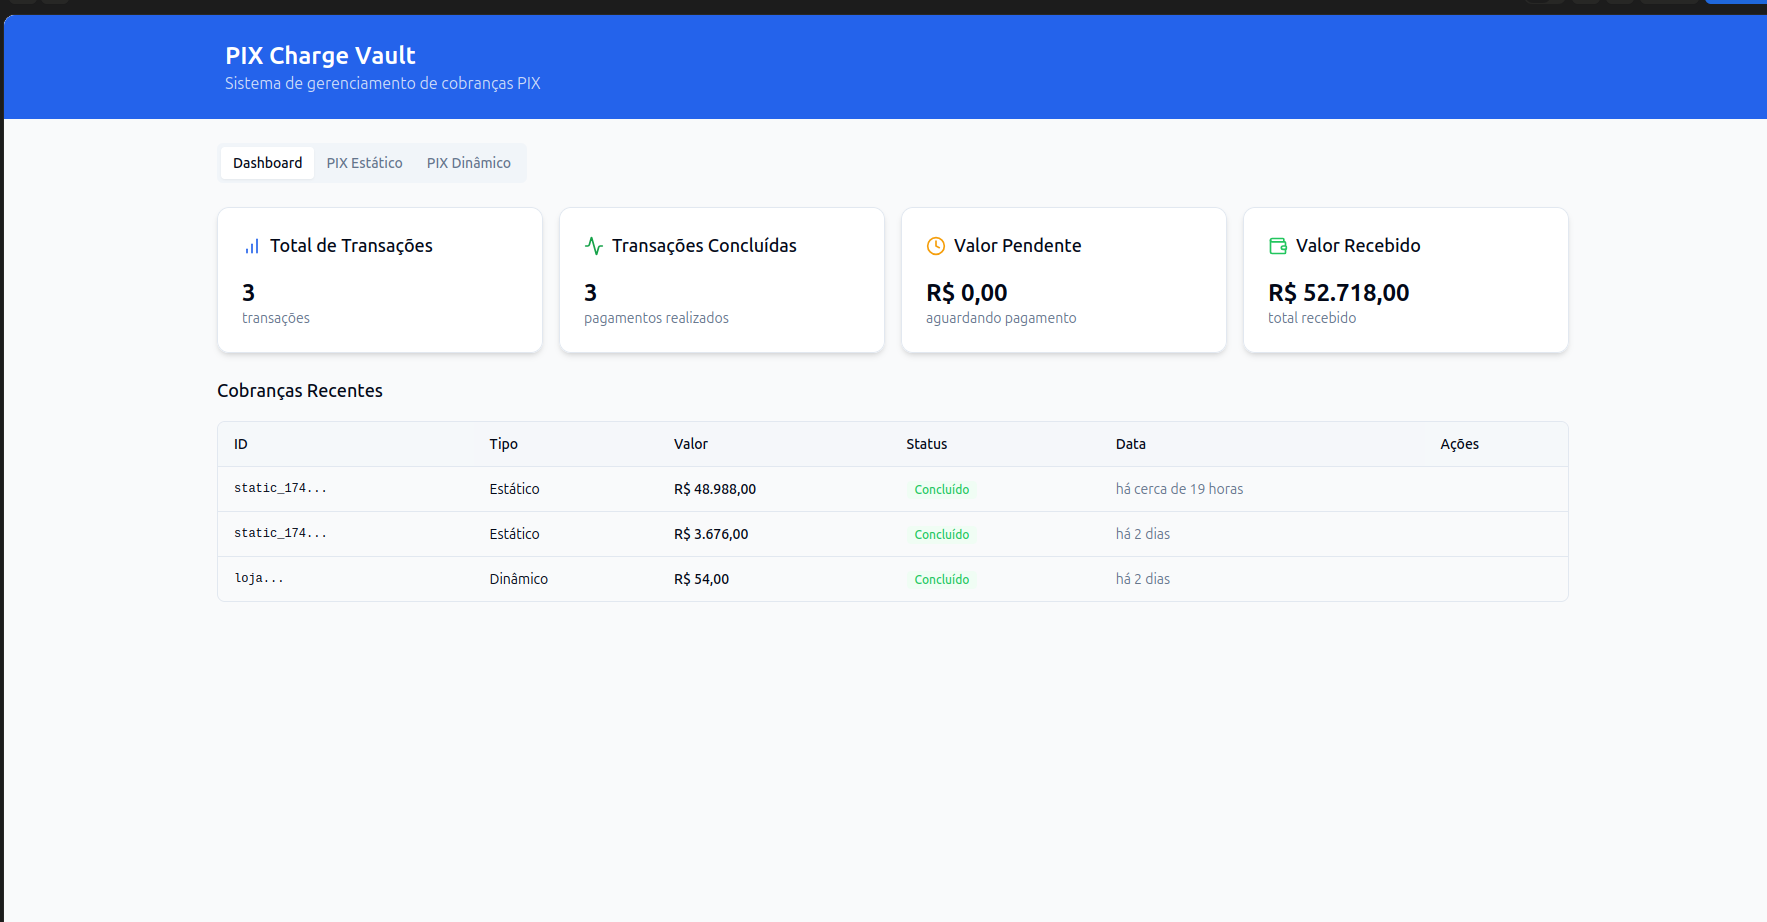 PIX Charge Vault
Sistema de gerenciamento de cobranças PIX
Dashboard PIX Estático PIX Dinâmico
Total de Transações
3
transações
Transações Concluídas
3
pagamentos realizados
Valor Pendente
R$ 0,00
aguardando pagamento
Valor Recebido
R$ 52.718,00
total recebido
Cobranças Recentes
ID Tipo Valor Status Data Ações
static_174... Estático R$ 48.988,00 Concluído há cerca de 19 horas
static_174... Estático R$ 3.676,00 Concluído há 2 dias
loja... Dinâmico R$ 54,00 Concluído há 2 dias